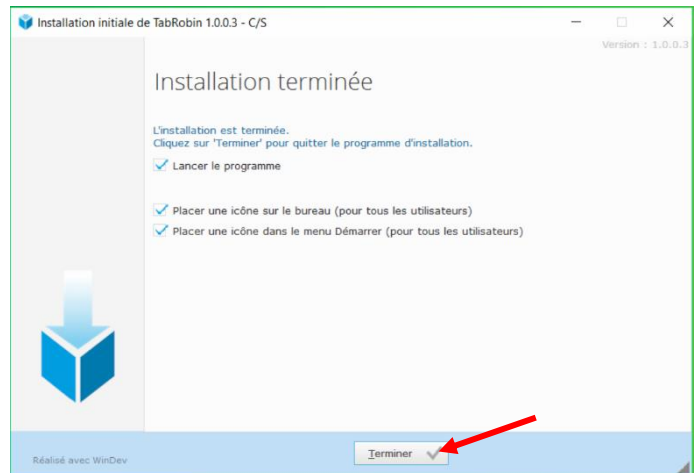 Installation initiale de TabRobin 1.0.0.3 - C/S
Version : 1.0.0.3
Installation terminée
L'installation est terminée.
Cliquez sur 'Terminer' pour quitter le programme d'installation.
Lancer le programme
Placer une icône sur le bureau (pour tous les utilisateurs)
Placer une icône dans le menu Démarrer (pour tous les utilisateurs)
Terminer
Réalisé avec WinDev